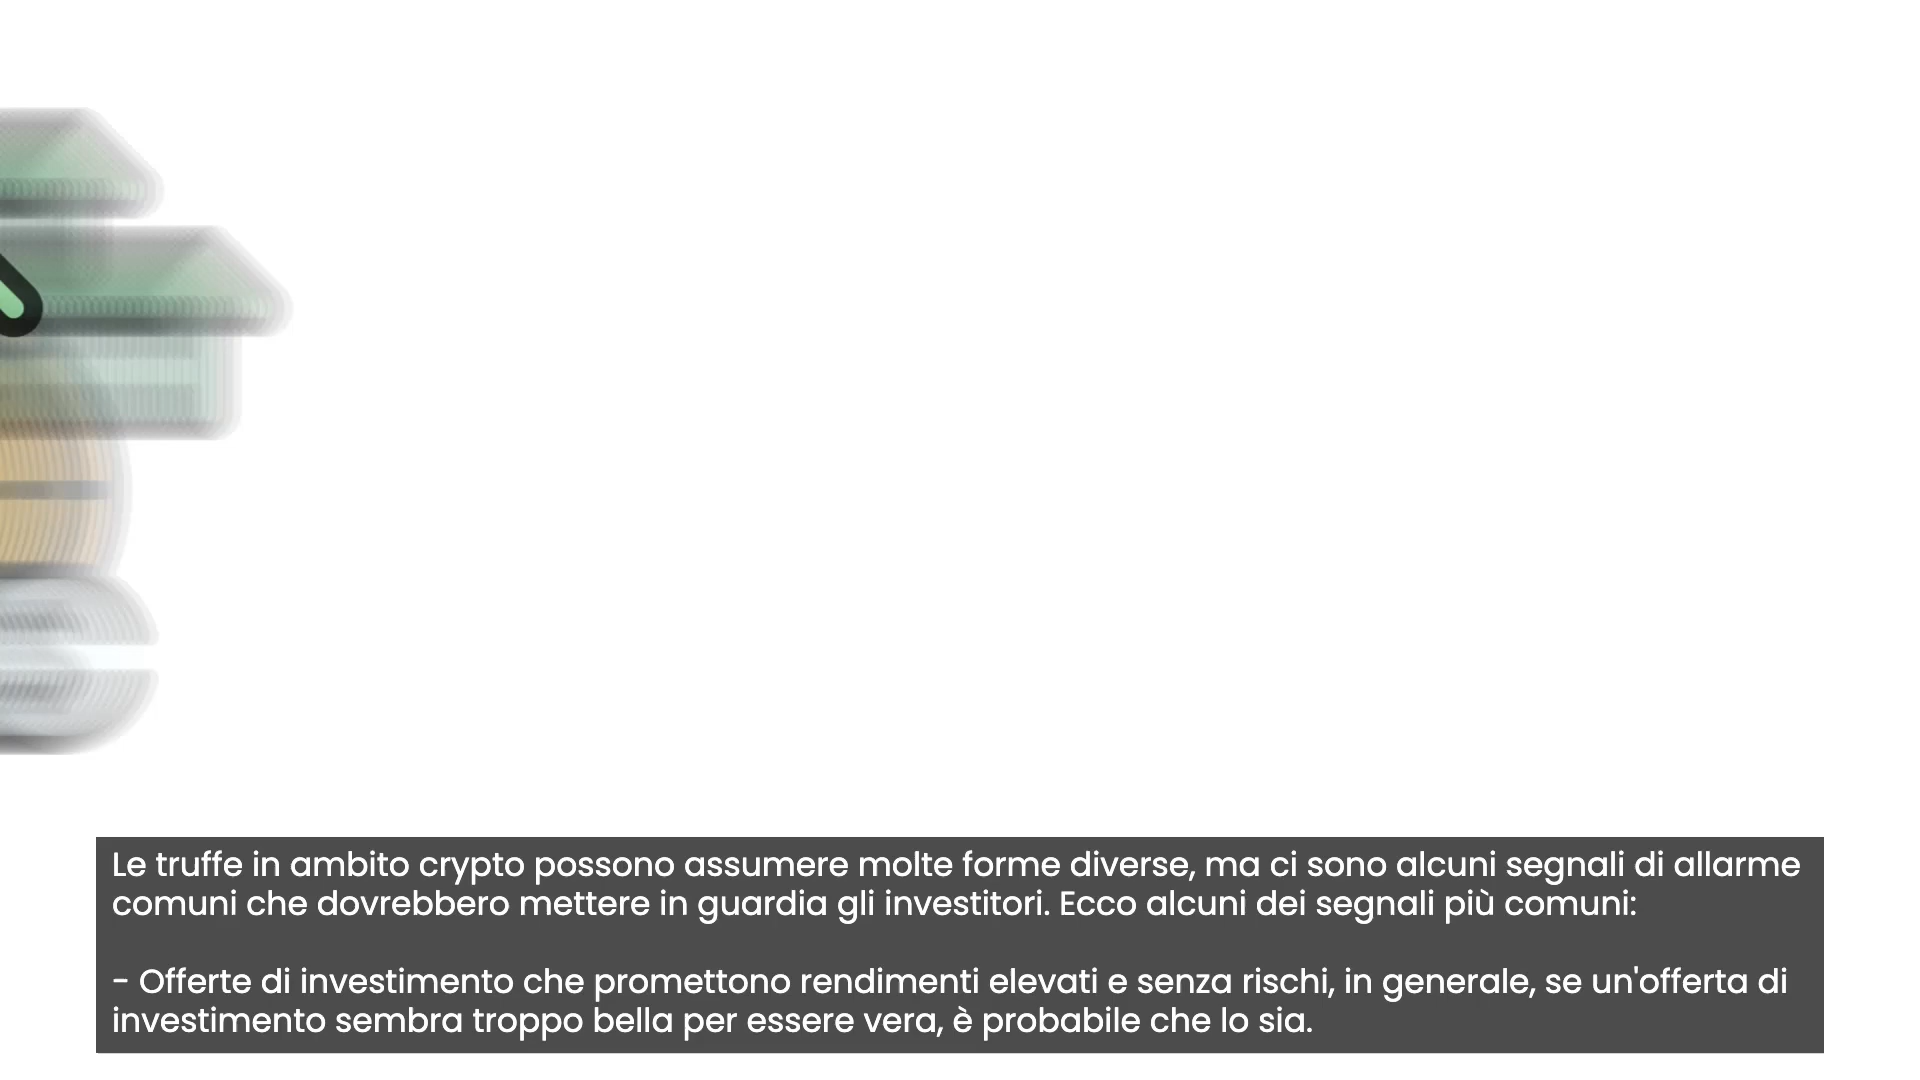 Le truffe in ambito crypto possono assumere molte forme diverse, ma ci sono alcuni segnali di allarme
comuni che dovrebbero mettere in guardia gli investitori. Ecco alcuni dei segnali più comuni:
- Offerte di investimento che promettono rendimenti elevati e senza rischi, in generale, se un'offerta di
investimento sembra troppo bella per essere vera, è probabile che lo sia.